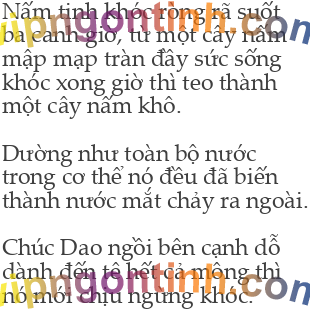 Nấm tinh khóc ròng rã suốt
ba canh giờ, từ một cây nấm
mập mạp tràn đầy sức sống
khóc xong giờ thì teo thành
một cây nấm khô.
Dường như toàn bộ nước
trong cơ thể nó đều đã biến
thành nước mắt chảy ra ngoài.
Chúc Dao ngồi bên cạnh dỗ
dành đến tê hết cả mông thì
nó mới chịu ngừng khóc.
vipngontinh.com
vipngontinh.com